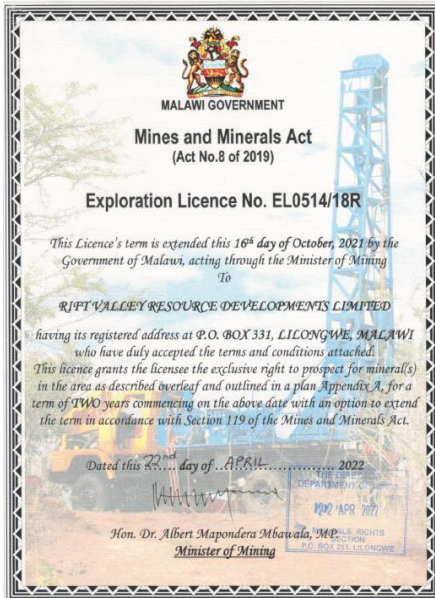 MALAWI GOVERNMENT
Mines and Minerals Act
(Act No.8 of 2019)
Exploration Licence No. EL0514/18R
This Licence's term is extended this 16th day of October, 2021 by the
Government of Malawi, acting through the Minister of Mining
To
RIFT VALLEY RESOURCE DEVELOPMENTS LIMITED
having its registered address at P.O. BOX 331, LILONGWE, MALAWI
who have duly accepted the terms and conditions attached.
This licence grants the licensee the exclusive right to prospect for mineral(s)
in the area as described overleaf and outlined in a plan Appendix A, for a
term of TWO years commencing on the above date with an option to extend
the term in accordance with Section 119 of the Mines and Minerals Act.
Dated this 22nd day of APRIL 2022
THE DIRECTOR
DEPARTMENT OF
APR 2022
MINERALS RIGHTS
SECTION
P.O. BOX 251, LILONGWE
Hon. Dr. Albert Mapondera Mbawala, MP
Minister of Mining